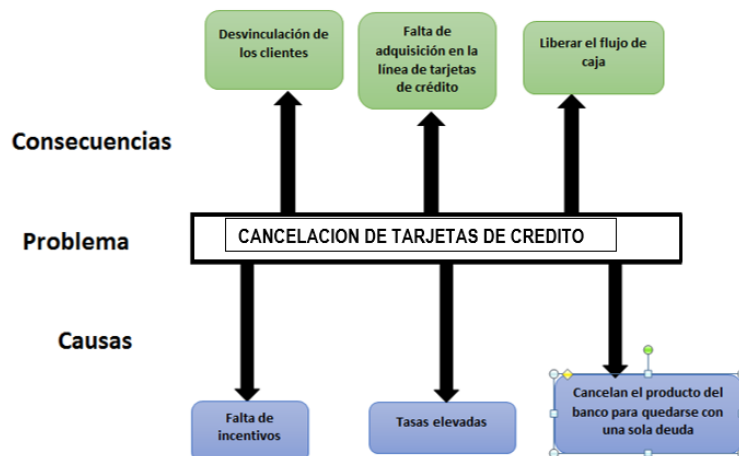 Desvinculación de
los clientes
Falta de
adquisición en la
línea de tarjetas
de crédito
Liberar el flujo de
caja
Consecuencias
Problema
CANCELACION DE TARJETAS DE CREDITO
Causas
Falta de
incentivos
Tasas elevadas
Cancelan el producto del
banco para quedarse con
una sola deuda